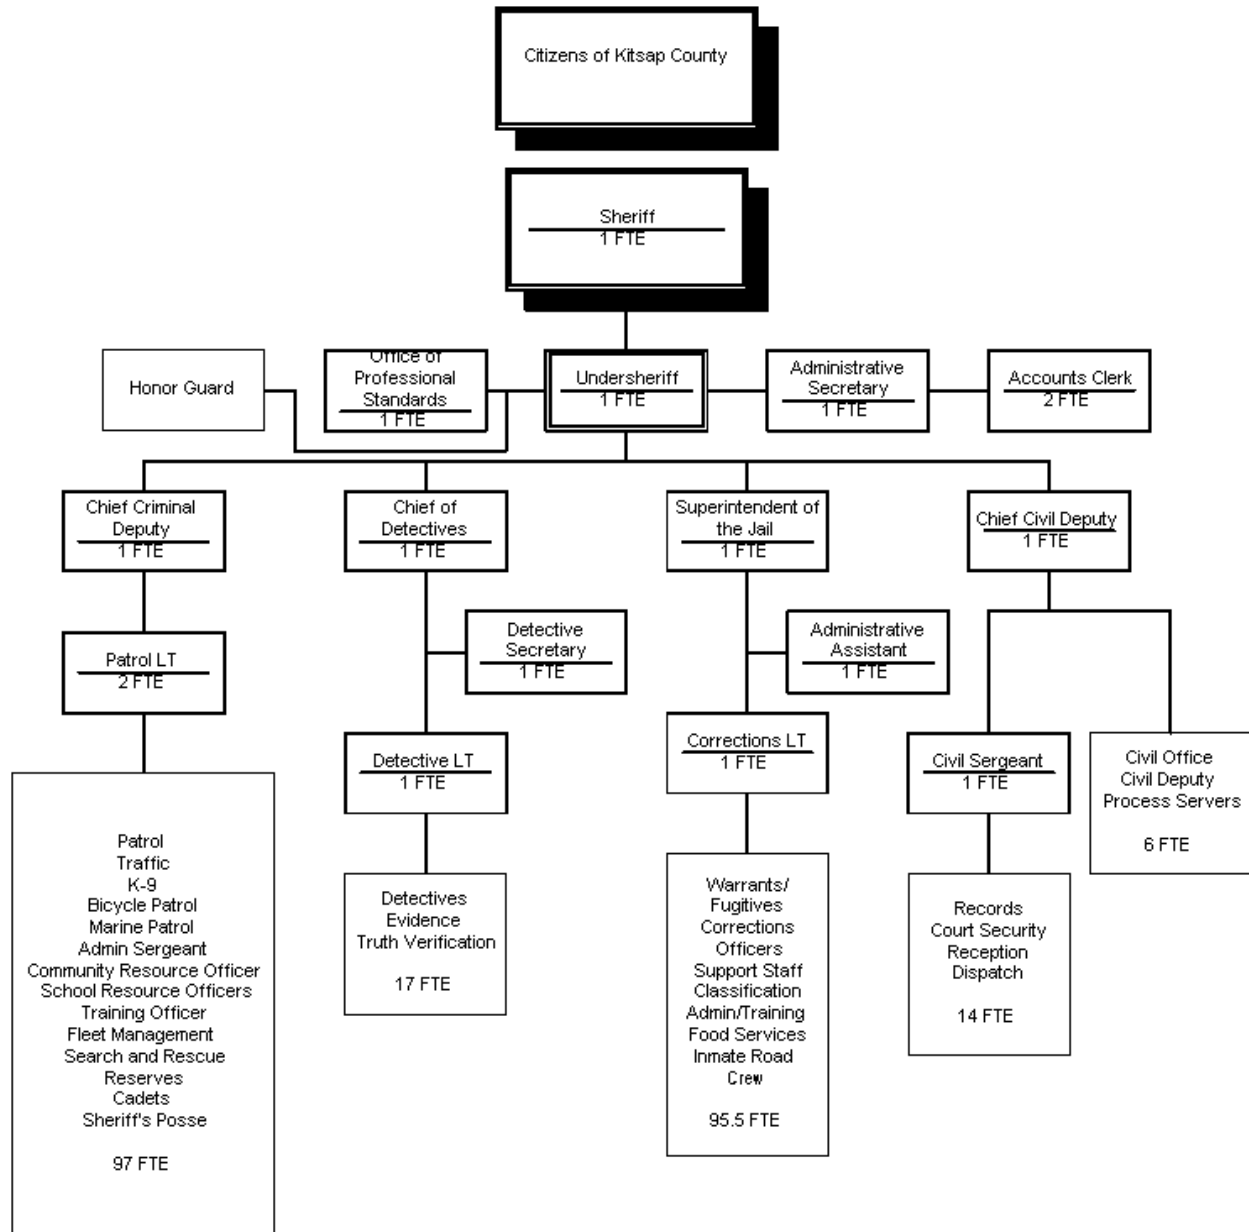 Citizens of Kitsap County
Sheriff
1 FTE
Honor Guard
Office of
Professional
Standards
1 FTE
Undersheriff
1 FTE
Administrative
Secretary
1 FTE
Accounts Clerk
2 FTE
Chief Criminal
Deputy
1 FTE
Chief of
Detectives
1 FTE
Superintendent of
the Jail
1 FTE
Chief Civil Deputy
1 FTE
Patrol LT
2 FTE
Detective
Secretary
1 FTE
Administrative
Assistant
1 FTE
Detective LT
1 FTE
Corrections LT
1 FTE
Civil Sergeant
1 FTE
Civil Office
Civil Deputy
Process Servers
6 FTE
Patrol
Traffic
K-9
Bicycle Patrol
Marine Patrol
Admin Sergeant
Community Resource Officer
School Resource Officers
Training Officer
Fleet Management
Search and Rescue
Reserves
Cadets
Sheriff's Posse
97 FTE
Detectives
Evidence
Truth Verification
17 FTE
Warrants/
Fugitives
Corrections
Officers
Support Staff
Classification
Admin/Training
Food Services
Inmate Road
Crew
95.5 FTE
Records
Court Security
Reception
Dispatch
14 FTE